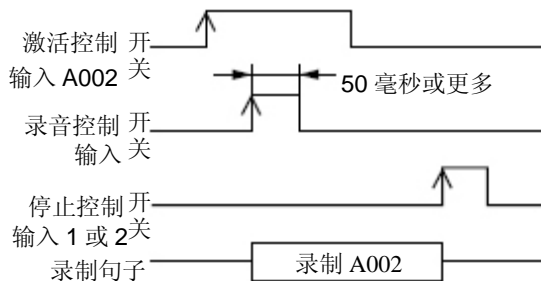 激活控制 开
输入 A002 关
50 毫秒或更多
录音控制 开
输入 关
停止控制 开
输入 1 或 2 关
录制句子
录制 A002